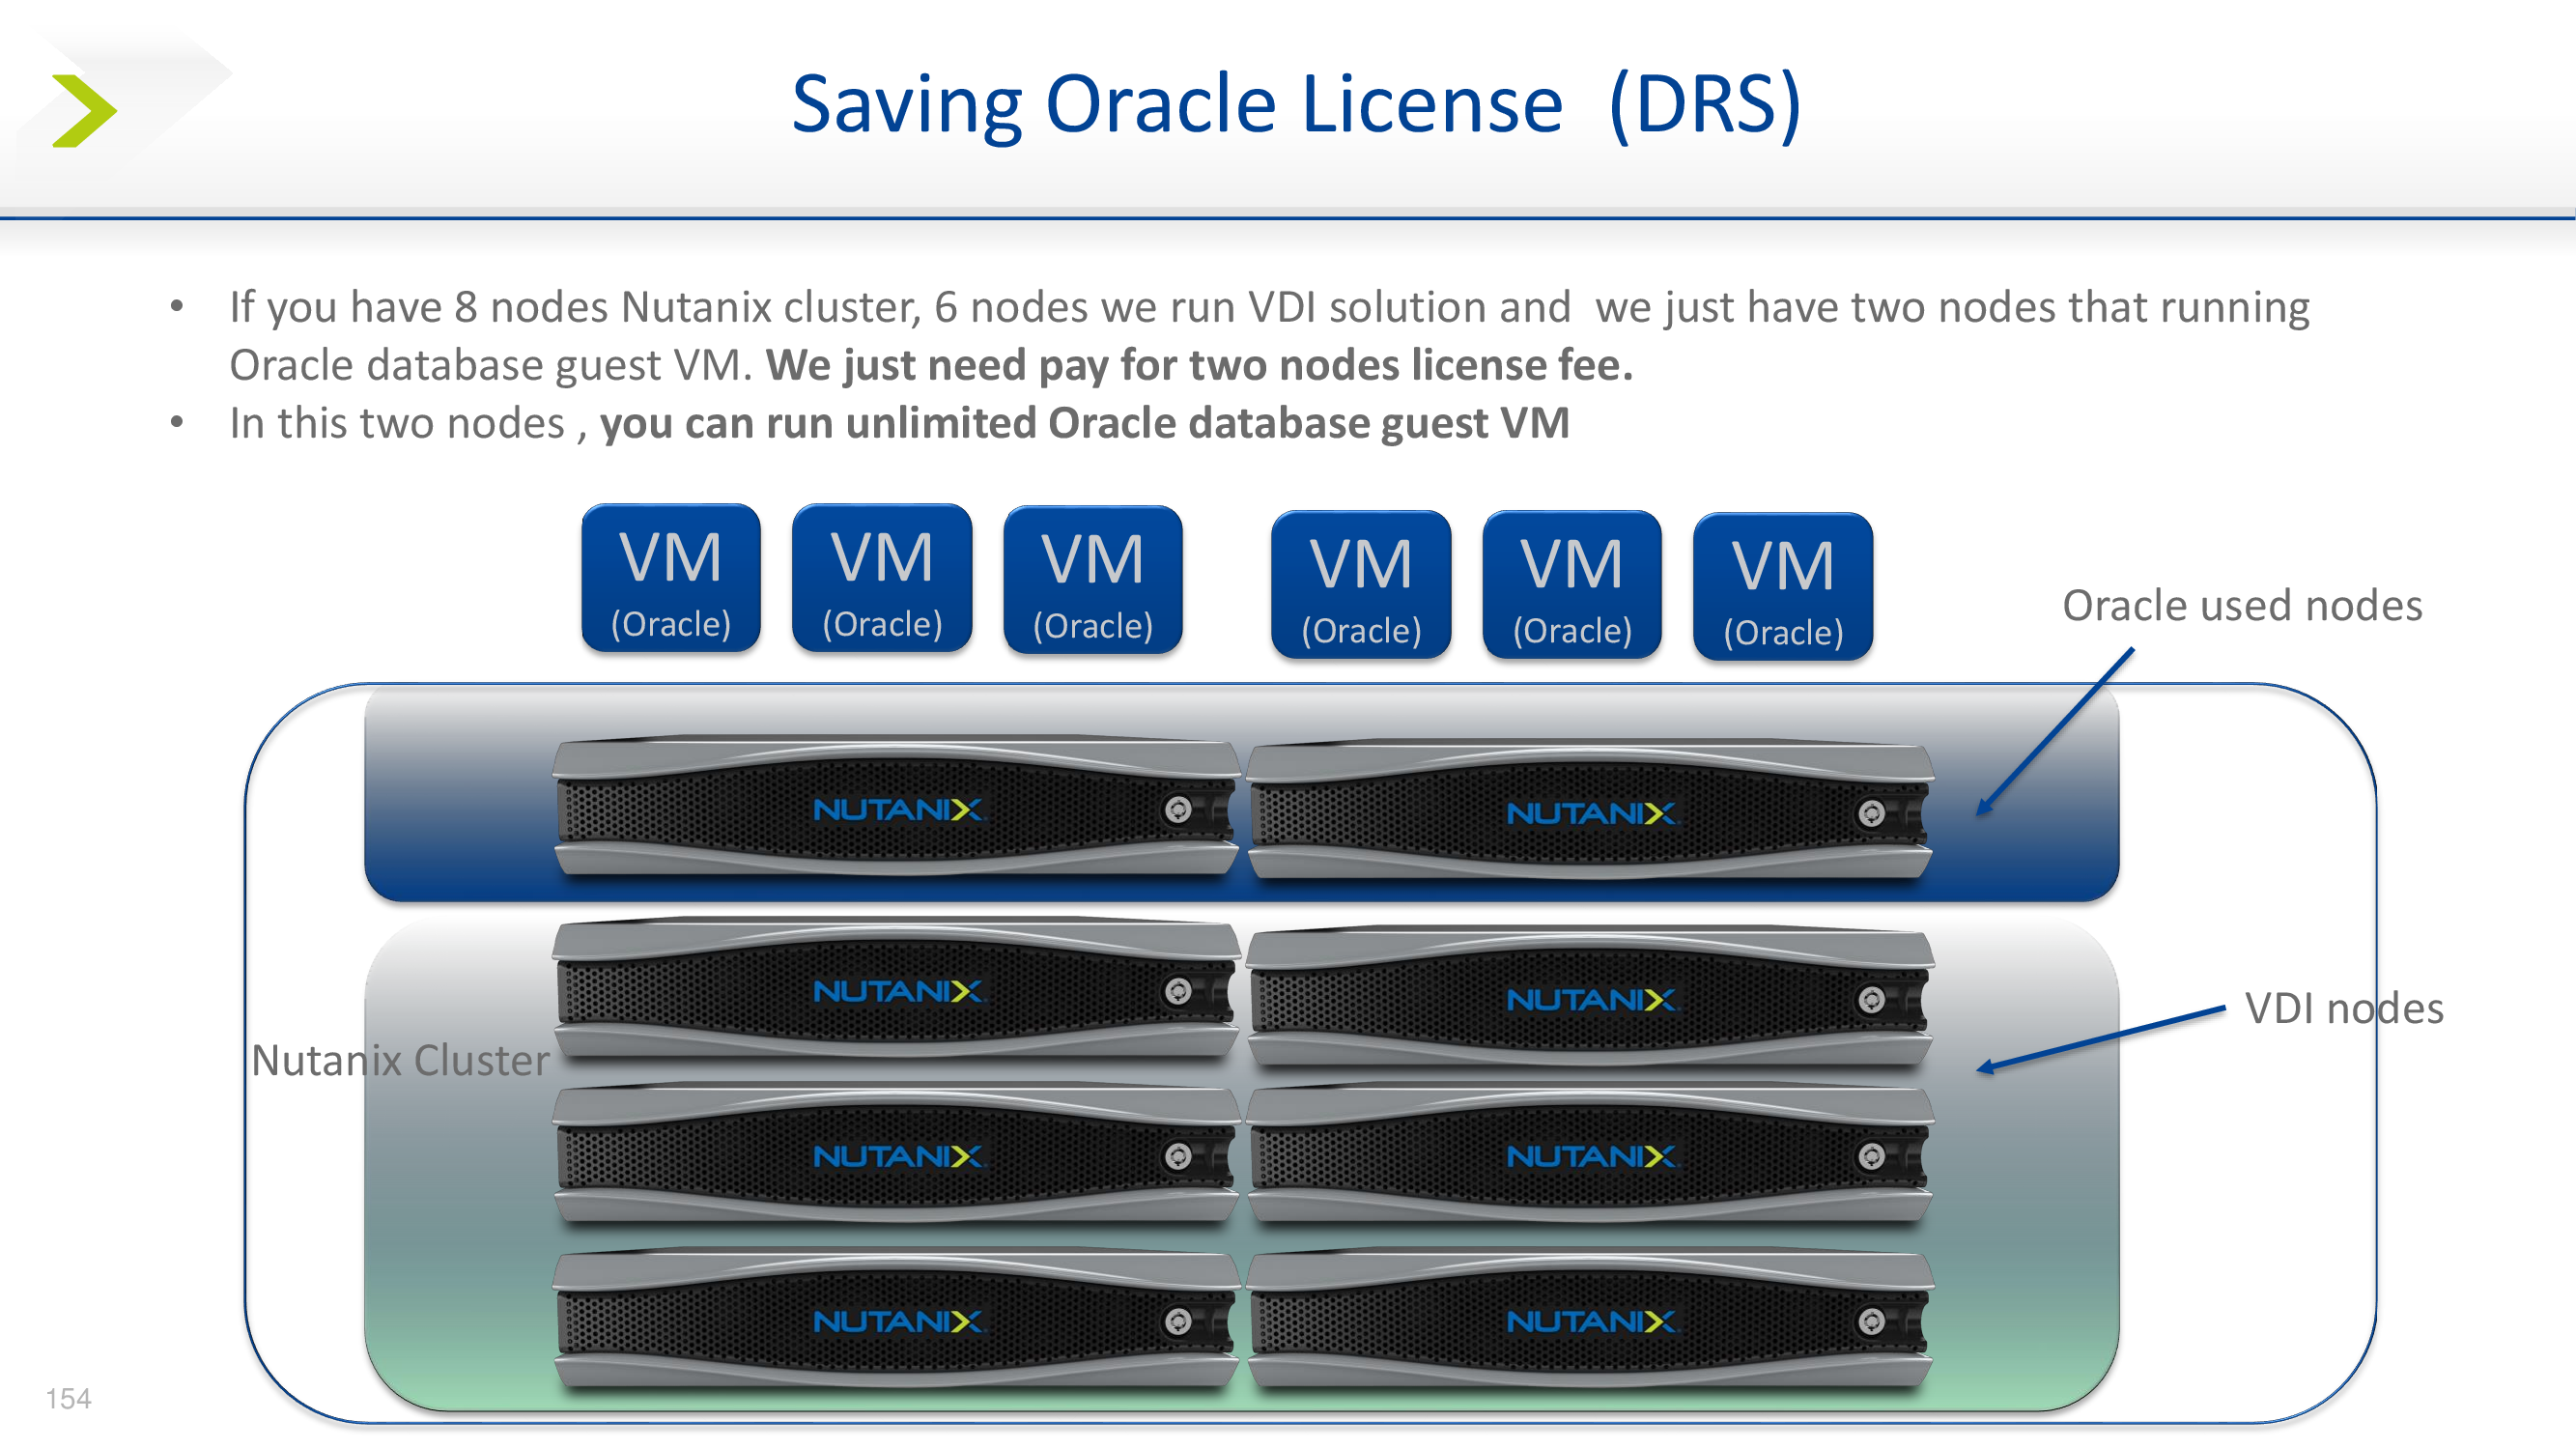 Saving Oracle License  (DRS)
• If you have 8 nodes Nutanix cluster, 6 nodes we run VDI solution and  we just have two nodes that running
Oracle database guest VM. We just need pay for two nodes license fee.
• In this two nodes , you can run unlimited Oracle database guest VM
VM
(Oracle)
VM
(Oracle)
VM
(Oracle)
VM
(Oracle)
VM
(Oracle)
VM
(Oracle)
Oracle used nodes
NUTANIX
NUTANIX
NUTANIX
NUTANIX
VDI nodes
Nutanix Cluster
NUTANIX
NUTANIX
NUTANIX
NUTANIX
154